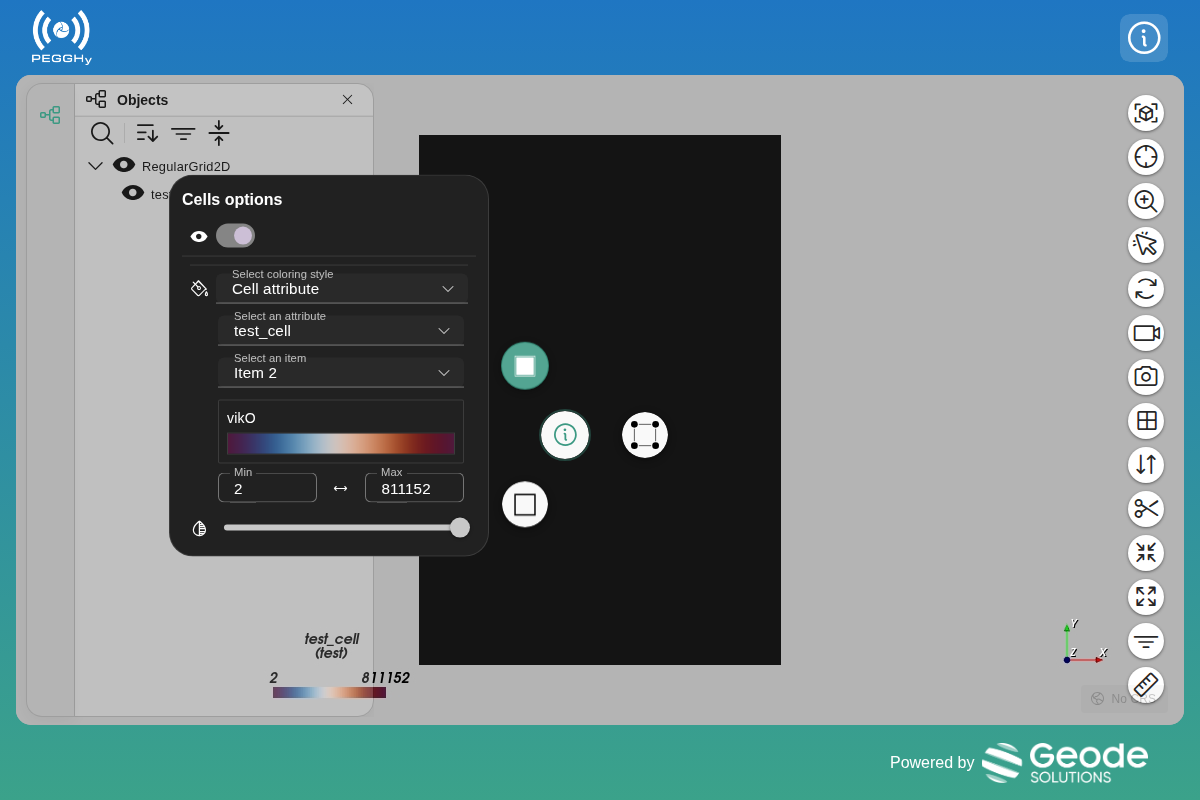 PEGGHy
Objects
RegularGrid2D
tes
Cells options
Select coloring style
Cell attribute
Select an attribute
test_cell
Select an item
Item 2
vikO
Min
2
Max
811152
test_cell
(test)
2
811152
Y
Z
X
No CRS
Powered by
Geode
SOLUTIONS